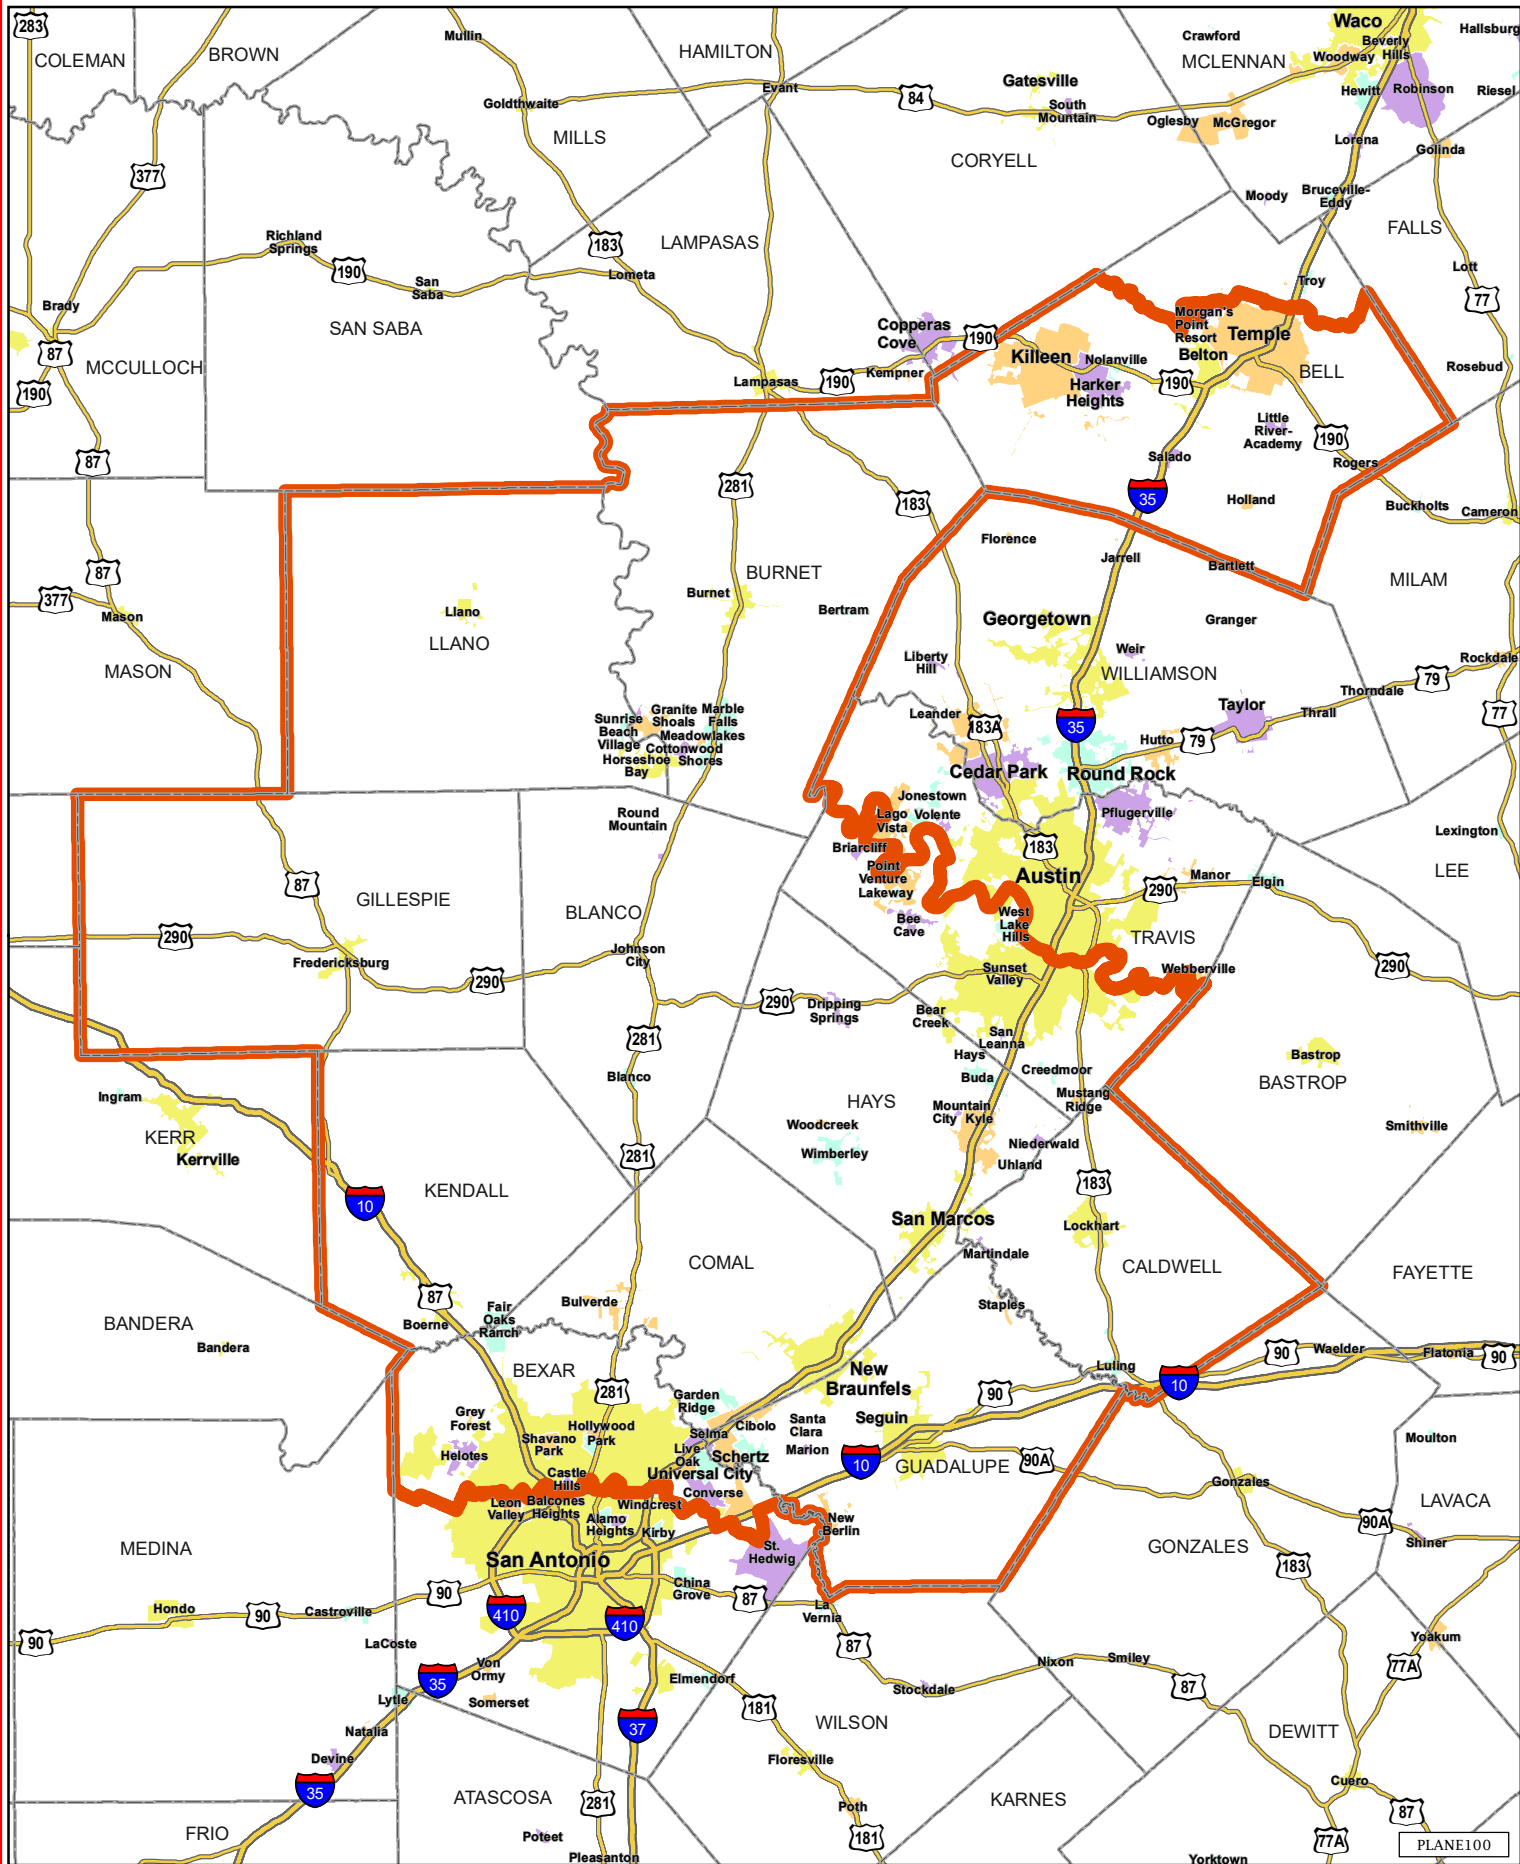 283
COLEMAN
BROWN
Mullin
HAMILTON
Waco
Crawford
Beverly
Hills
Hallsburg
MCLENNAN
Woodway
Gatesville
Evant
84
Goldthwaite
South
Mountain
Hewitt
Robinson
Riesel
Oglesby
McGregor
MILLS
Lorena
Golinda
CORYELL
377
Moody
Bruceville-
Eddy
FALLS
Richland
Springs
183
LAMPASAS
190
San
Saba
Lometa
Lott
Troy
77
Brady
SAN SABA
Copperas
Cove
190
Morgan's
Point
Resort
Temple
87
MCCULLOCH
Killeen
Nolanville
Belton
BELL
Rosebud
Kempner
Lampasas
190
190
190
Harker
Heights
Little
River-
Academy
190
87
Salado
Rogers
281
183
35
Holland
Buckholts
Cameron
Florence
Jarrell
Bartlett
87
BURNET
MILAM
377
Burnet
Bertram
Mason
Llano
Georgetown
Granger
LLANO
Liberty
Hill
Weir
Rockdale
MASON
WILLIAMSON
79
Thorndale
Granite
Shoals
Marble
Falls
Sunrise
Beach
Village
Meadowlakes
Cottonwood
Shores
Horseshoe
Bay
Leander
183A
35
Taylor
Thrall
77
Hutto
79
Cedar Park
Round Rock
Jonestown
Round
Mountain
Lago
Vista
Volente
Pflugerville
Lexington
Briarcliff
183
Point
Venture
Lakeway
Austin
LEE
87
GILLESPIE
290
Manor
Elgin
BLANCO
Bee
Cave
West
Lake
Hills
TRAVIS
290
Johnson
City
Fredericksburg
290
Sunset
Valley
Webberville
290
290
Dripping
Springs
Bear
Creek
San
Leanna
281
Hays
Bastrop
Blanco
Buda
Creedmoor
BASTROP
Ingram
HAYS
Mountain
City
Kyle
Mustang
Ridge
KERR
Woodcreek
Smithville
Kerrville
Wimberley
Niederwald
281
Uhland
KENDALL
183
10
San Marcos
Lockhart
COMAL
Martindale
CALDWELL
FAYETTE
87
Bulverde
Staples
Fair
Oaks
Ranch
BANDERA
Boerne
Bandera
90
Waelder
Flatonia
90
BEXAR
Luling
New
Braunfels
10
281
Garden
Ridge
90
Grey
Forest
Hollywood
Park
Cibolo
Santa
Clara
Seguin
Shavano
Park
Selma
Moulton
Helotes
Live
Oak
Schertz
Marion
10
GUADALUPE
90A
Castle
Hills
Universal City
Converse
Gonzales
LAVACA
Leon
Valley
Balcones
Heights
Windcrest
Alamo
Heights
Kirby
New
Berlin
90A
Shiner
MEDINA
San Antonio
St.
Hedwig
GONZALES
183
90
China
Grove
87
Hondo
90
Castroville
410
410
La
Vernia
90
LaCoste
87
Yoakum
Von
Ormy
Nixon
Smiley
77A
35
Elmendorf
87
Lytle
Somerset
Stockdale
181
Natalia
37
WILSON
DEWITT
Devine
Floresville
35
Cuero
ATASCOSA
281
KARNES
Poth
87
FRIO
Poteet
181
77A
PLANE100
Pleasanton
Yorktown